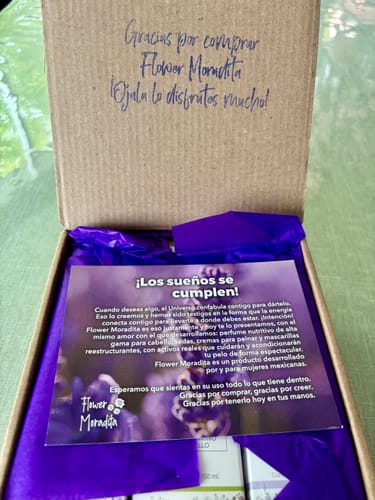 Gracias por comprar
Flower Moradita
¡Ojala lo disfrutes mucho!
¡Los sueños se
cumplen!
Cuando deseas algo, el Universo confabula contigo para dártelo.
Eso lo creemos y hemos sido testigos en la forma que la energía
conecta contigo para llevarte a donde debes estar, ¡Intención!
Flower Moradita es eso justamente y hoy te lo presentamos, con el
mismo amor con el que desarrollamos: perfume nutritivo de alta
gama para cabello, sedas, cremas para peinar y mascarillas
reestructurantes, con activos reales que cuidarán y acondicionarán
tu pelo de forma espectacular.
Flower Moradita es un producto desarrollado
por y para mujeres mexicanas.
Esperamos que sientas en su uso todo lo que tiene dentro.
Gracias por comprar, gracias por creer.
Gracias por tenerlo hoy en tus manos.
Flower
Moradita